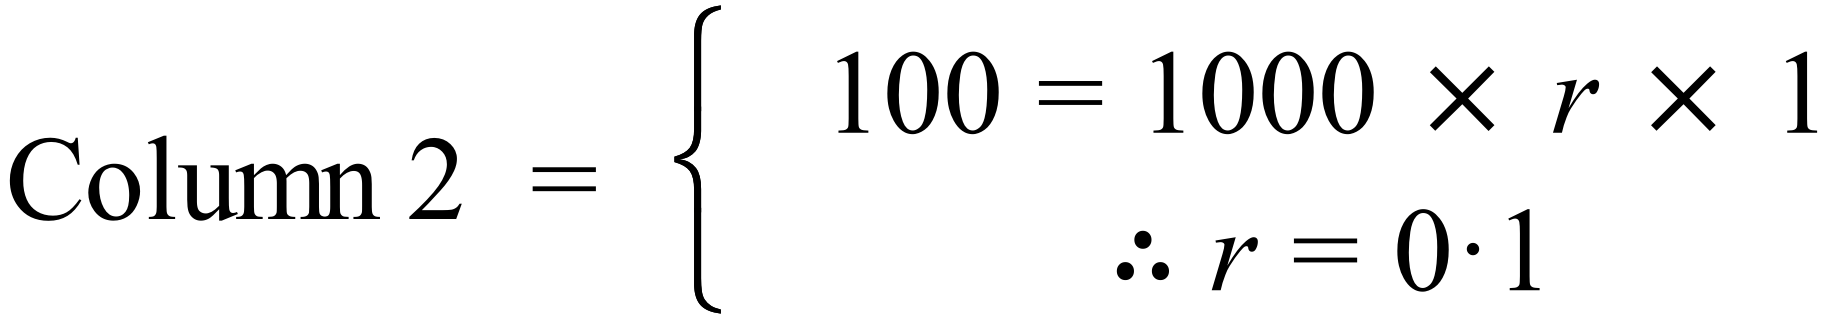 Column 2 = { 100 = 1000 × r × 1
∴ r = 0·1